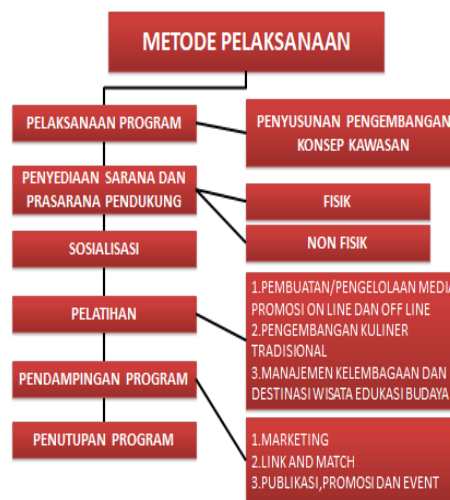 METODE PELAKSANAAN
PELAKSANAAN PROGRAM
PENYUSUNAN PENGEMBANGAN
KONSEP KAWASAN
PENYEDIAAN SARANA DAN
PRASARANA PENDUKUNG
FISIK
NON FISIK
SOSIALISASI
PELATIHAN
1.PEMBUATAN/PENGELOLAAN MEDIA
PROMOSI ON LINE DAN OFF LINE
2.PENGEMBANGAN KULINER
TRADISIONAL
3.MANAJEMEN KELEMBAGAAN DAN
DESTINASI WISATA EDUKASI BUDAYA
PENDAMPINGAN PROGRAM
1.MARKETING
2.LINK AND MATCH
3.PUBLIKASI,PROMOSI DAN EVENT
PENUTUPAN PROGRAM